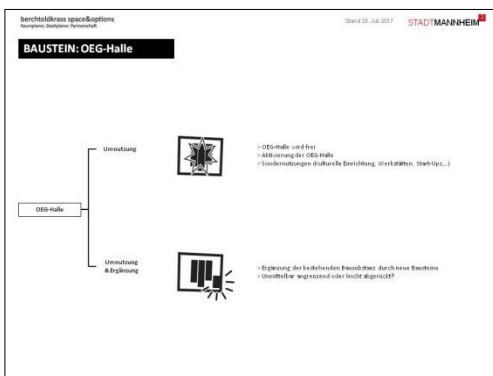 berchtoldkrass space&options
Raumplaner, Stadtplaner. Partnerschaft
Stand 25. Juli 2017
STADTMANNHEIM²
BAUSTEIN: OEG-Halle
Umnutzung
> OEG-Halle wird frei
> Aktivierung der OEG-Halle
> Sondernutzungen (Kulturelle Einrichtung, Werkstätten, Start-Ups,...)
OEG-Halle
Umnutzung
& Ergänzung
> Ergänzung der bestehenden Bausubstanz durch neue Bausteine
> Unmittelbar angrenzend oder leicht abgerückt?